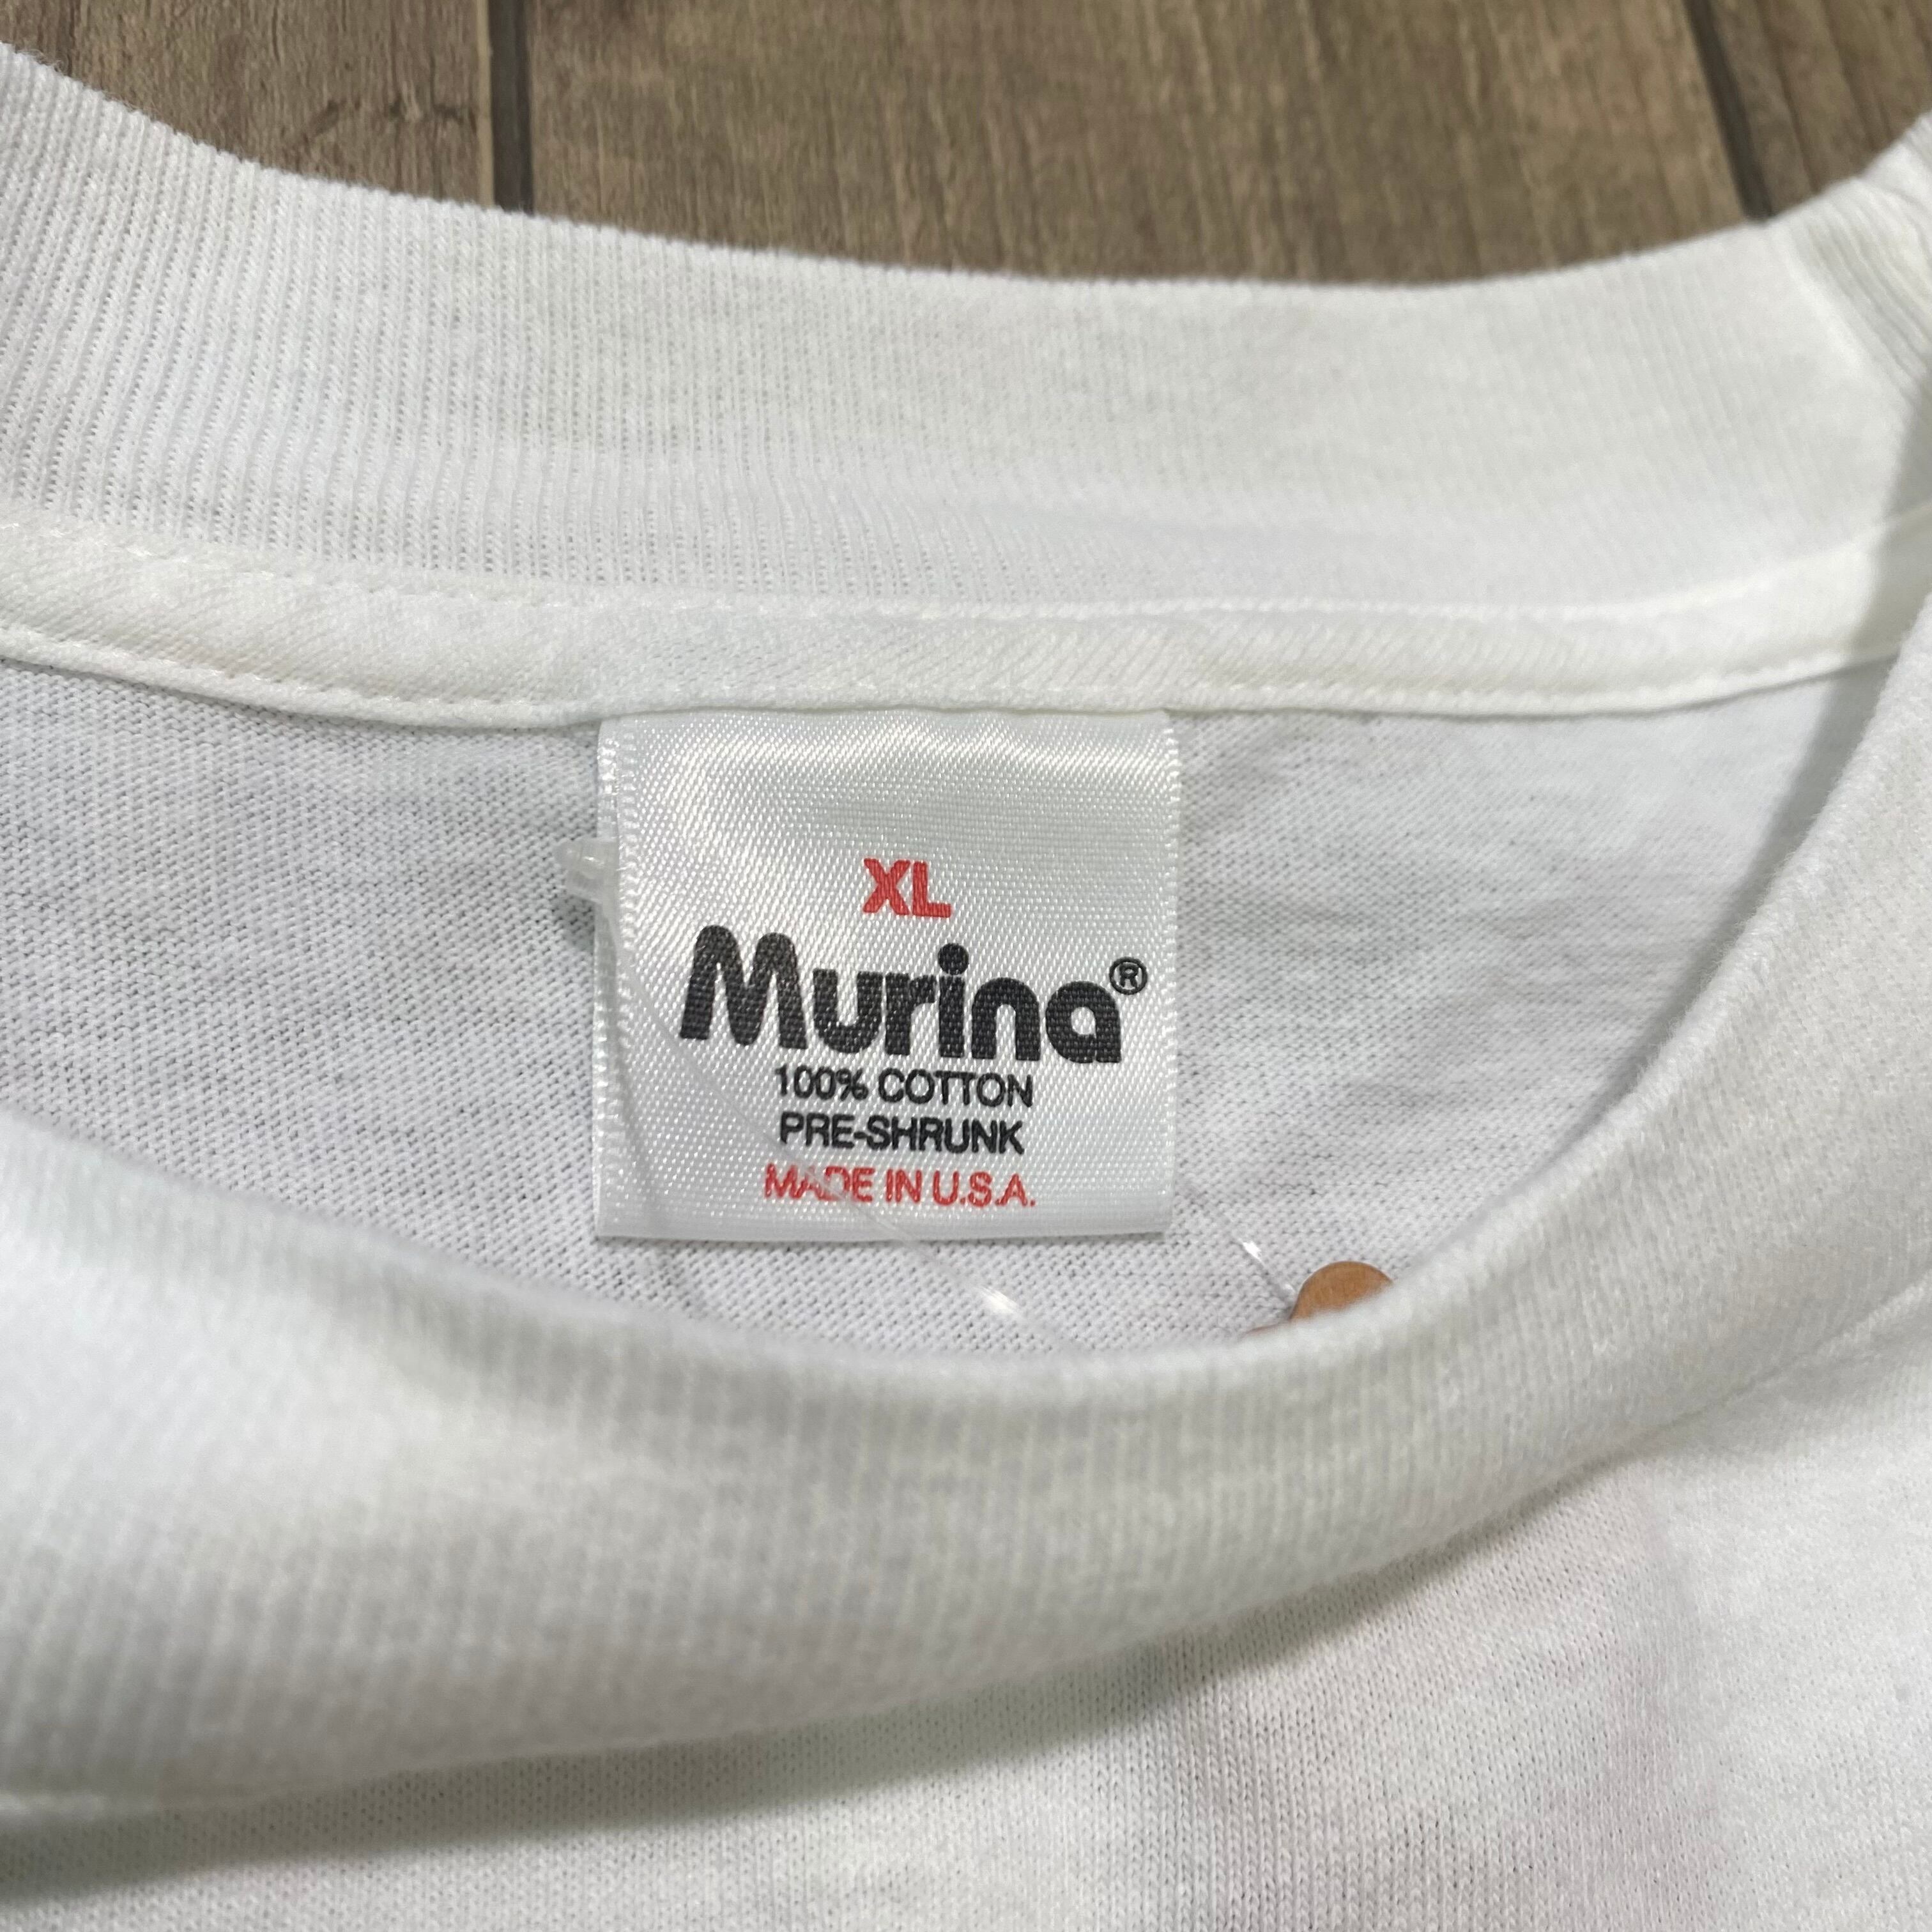 XL
Murina®
100% COTTON
PRE-SHRUNK
MADE IN U.S.A.